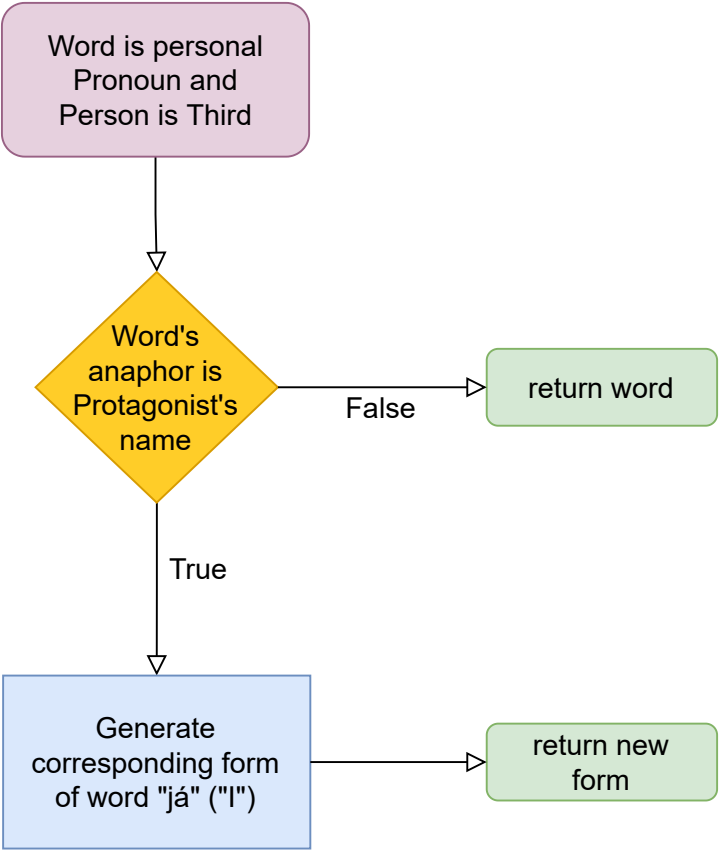 Word is personal
Pronoun and
Person is Third
Word's
anaphor is
Protagonist's
name
False
return word
True
Generate
corresponding form
of word "já" ("I")
return new
form